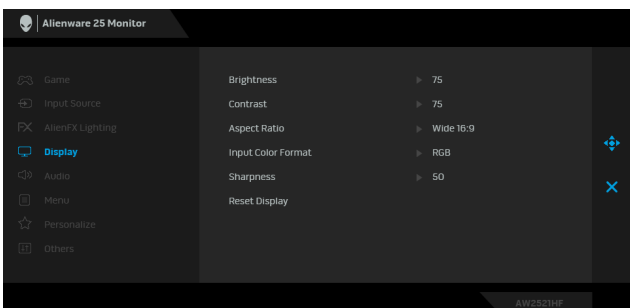 Alienware 25 Monitor
Game
Input Source
FX AlienFX Lighting
Display
Audio
Menu
Personalize
Others
Brightness 75
Contrast 75
Aspect Ratio Wide 16:9
Input Color Format RGB
Sharpness 50
Reset Display
AW2521HF